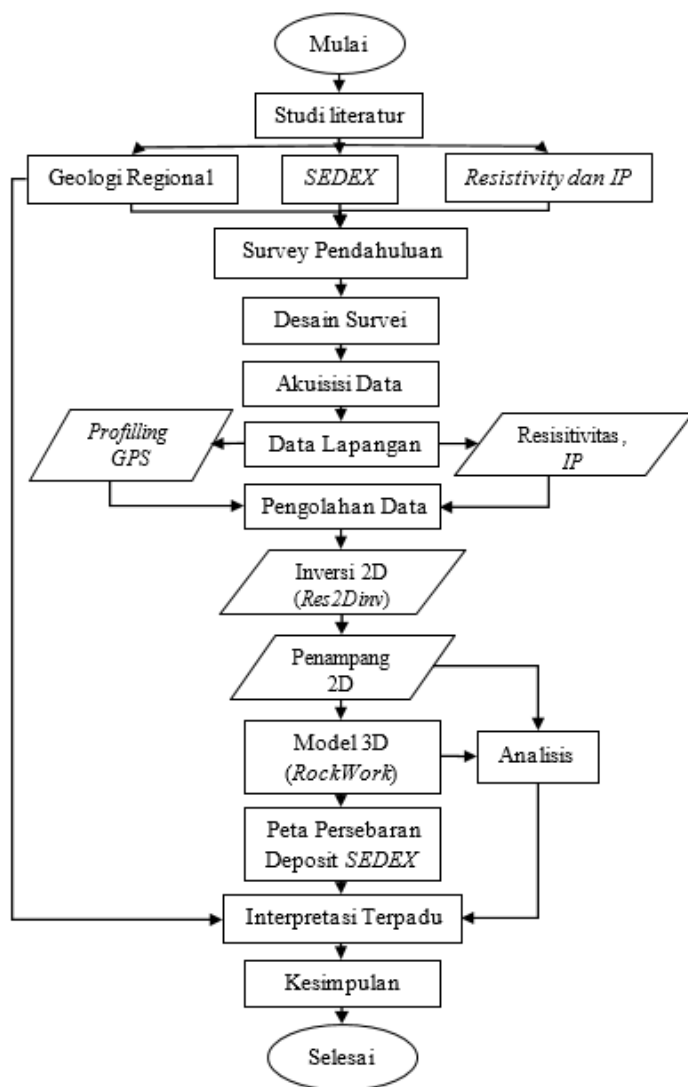 Mulai
Studi literatur
Geologi Regional
SEDEX
Resistivity dan IP
Survey Pendahuluan
Desain Survei
Akuisisi Data
Profilling
GPS
Data Lapangan
Resisitivitas,
IP
Pengolahan Data
Inversi 2D
(Res2Dinv)
Penampang
2D
Model 3D
(RockWork)
Analisis
Peta Persebaran
Deposit SEDEX
Interpretasi Terpadu
Kesimpulan
Selesai